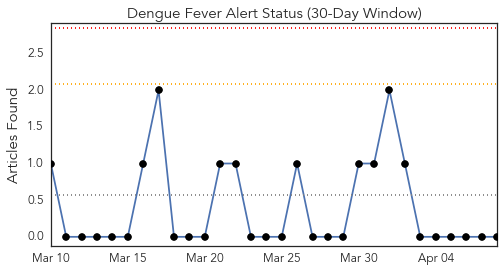 Dengue Fever Alert Status (30-Day Window)
Articles Found
2.5
2.0
1.5
1.0
0.5
0.0
Mar 10 Mar 15 Mar 20 Mar 25 Mar 30 Apr 04